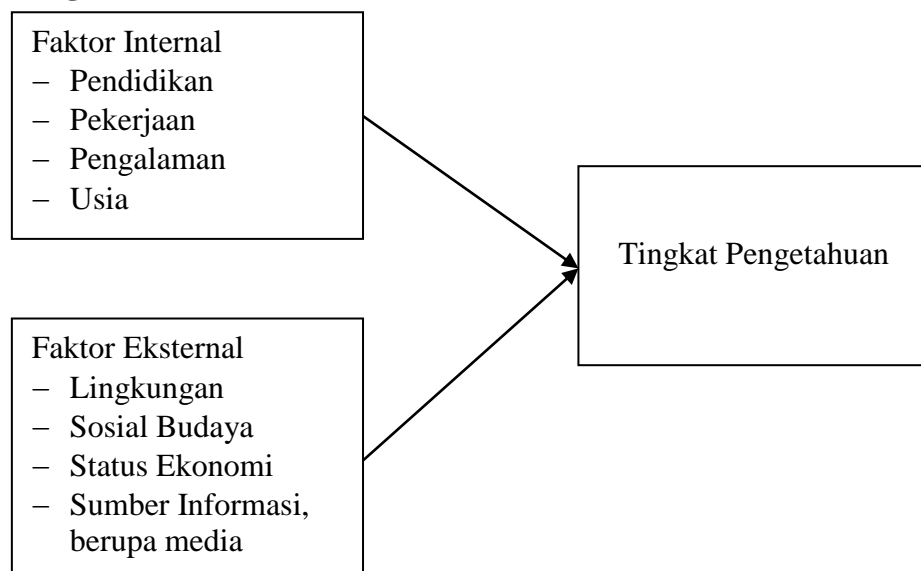 Faktor Internal
– Pendidikan
– Pekerjaan
– Pengalaman
– Usia
Tingkat Pengetahuan
Faktor Eksternal
– Lingkungan
– Sosial Budaya
– Status Ekonomi
– Sumber Informasi,
berupa media